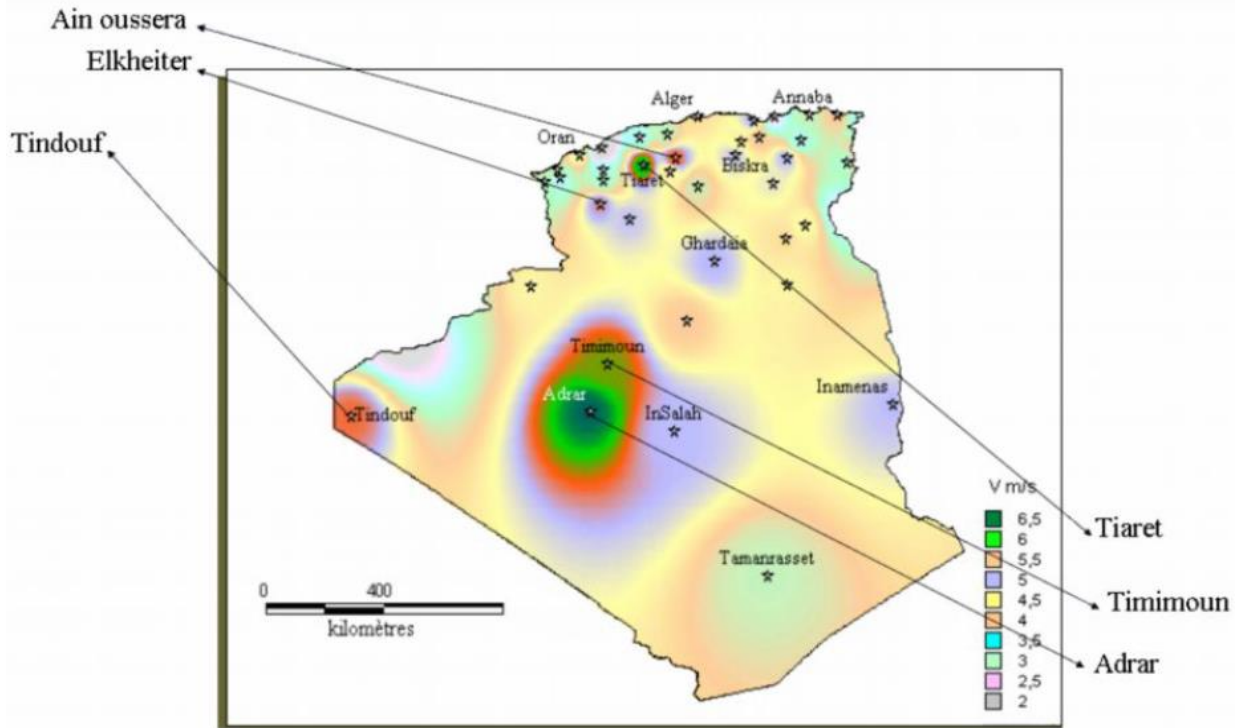 Ain oussera
Elkheiter
Tindouf
Alger
Annaba
Oran
Tiaret
Biskra
Ghardaia
Timimoun
Adrar
Tindouf
InSalah
Inamenas
Tamanrasset
V m/s
6,5
6
5,5
5
4,5
4
3,5
3
2,5
2
0 400
kilomètres
Tiaret
Timimoun
Adrar